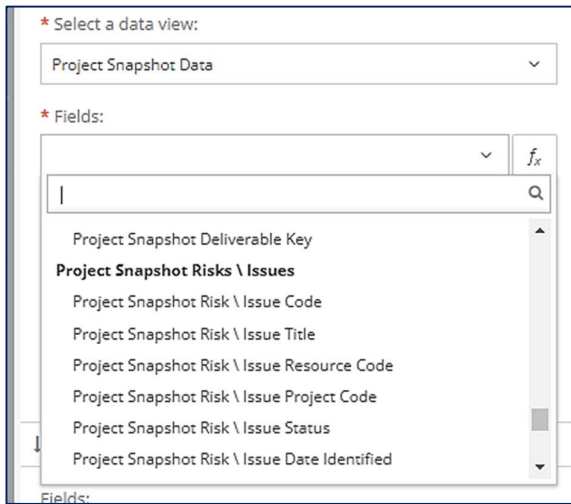 * Select a data view:
Project Snapshot Data
* Fields:
fx
Project Snapshot Deliverable Key
Project Snapshot Risks \ Issues
Project Snapshot Risk \ Issue Code
Project Snapshot Risk \ Issue Title
Project Snapshot Risk \ Issue Resource Code
Project Snapshot Risk \ Issue Project Code
Project Snapshot Risk \ Issue Status
Project Snapshot Risk \ Issue Date Identified
Fields: